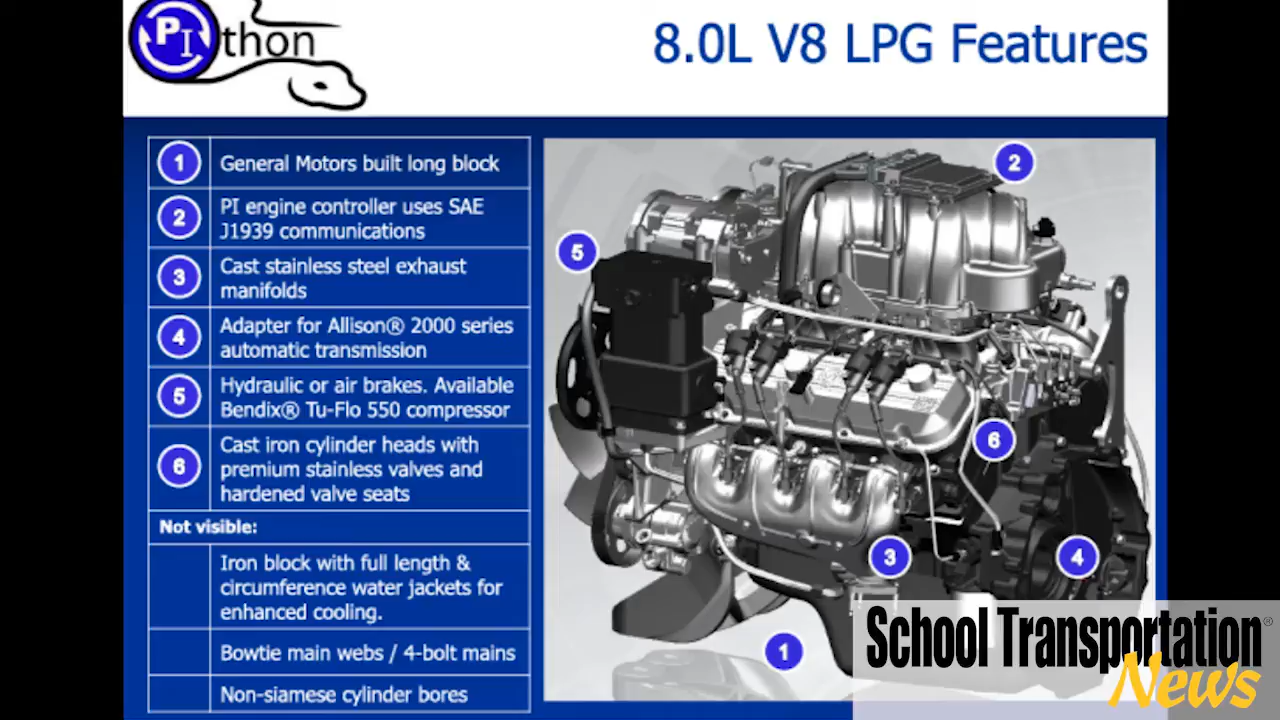 PI thon
8.0L V8 LPG Features
1 General Motors built long block
2 PI engine controller uses SAE
J1939 communications
3 Cast stainless steel exhaust
manifolds
4 Adapter for Allison® 2000 series
automatic transmission
5 Hydraulic or air brakes. Available
Bendix® Tu-Flo 550 compressor
6 Cast iron cylinder heads with
premium stainless valves and
hardened valve seats
Not visible:
Iron block with full length &
circumference water jackets for
enhanced cooling.
Bowtie main webs / 4-bolt mains
Non-siamese cylinder bores
2
5
6
3
4
1
School Transportation®
News